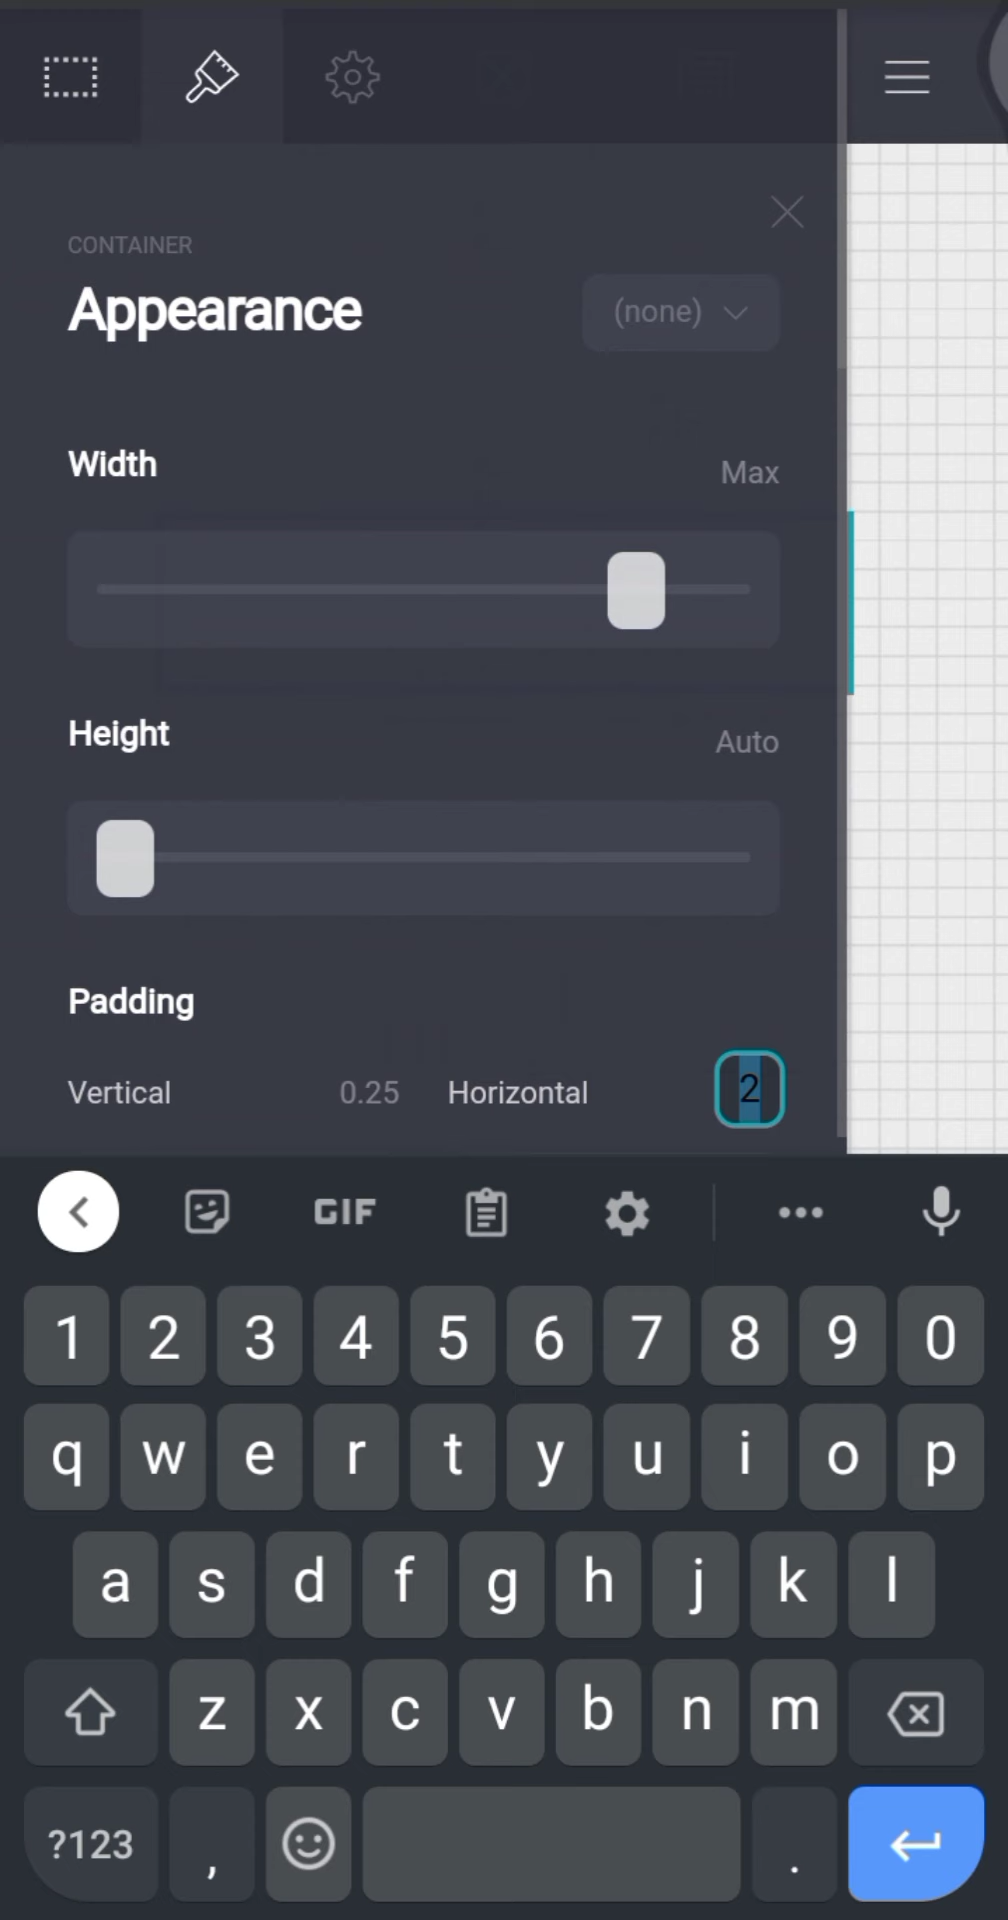 CONTAINER
Appearance (none)
Width Max
Height Auto
Padding
Vertical 0.25 Horizontal 2
GIF
1 2 3 4 5 6 7 8 9 0
q w e r t y u i o p
a s d f g h j k l
z x c v b n m
?123 , .